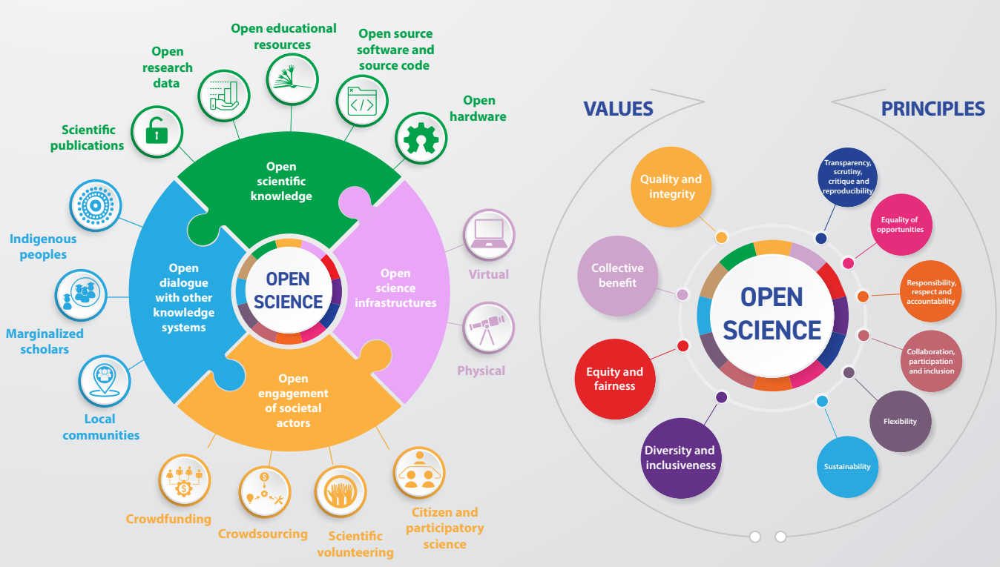 Open educational
resources
Open source
software and
source code
Open
research
data
Open
hardware
Scientific
publications
Open
scientific
knowledge
Indigenous
peoples
Marginalized
scholars
Local
communities
Open
dialogue
with other
knowledge
systems
OPEN
SCIENCE
Open
science
infrastructures
Virtual
Physical
Open
engagement
of societal
actors
Crowdfunding
Crowdsourcing
Scientific
volunteering
Citizen and
participatory
science
VALUES
Quality and
integrity
Collective
benefit
Equity and
fairness
Diversity and
inclusiveness
OPEN
SCIENCE
PRINCIPLES
Transparency,
scrutiny,
critique and
reproducibility
Equality of
opportunities
Responsibility,
respect and
accountability
Collaboration,
participation
and inclusion
Flexibility
Sustainability